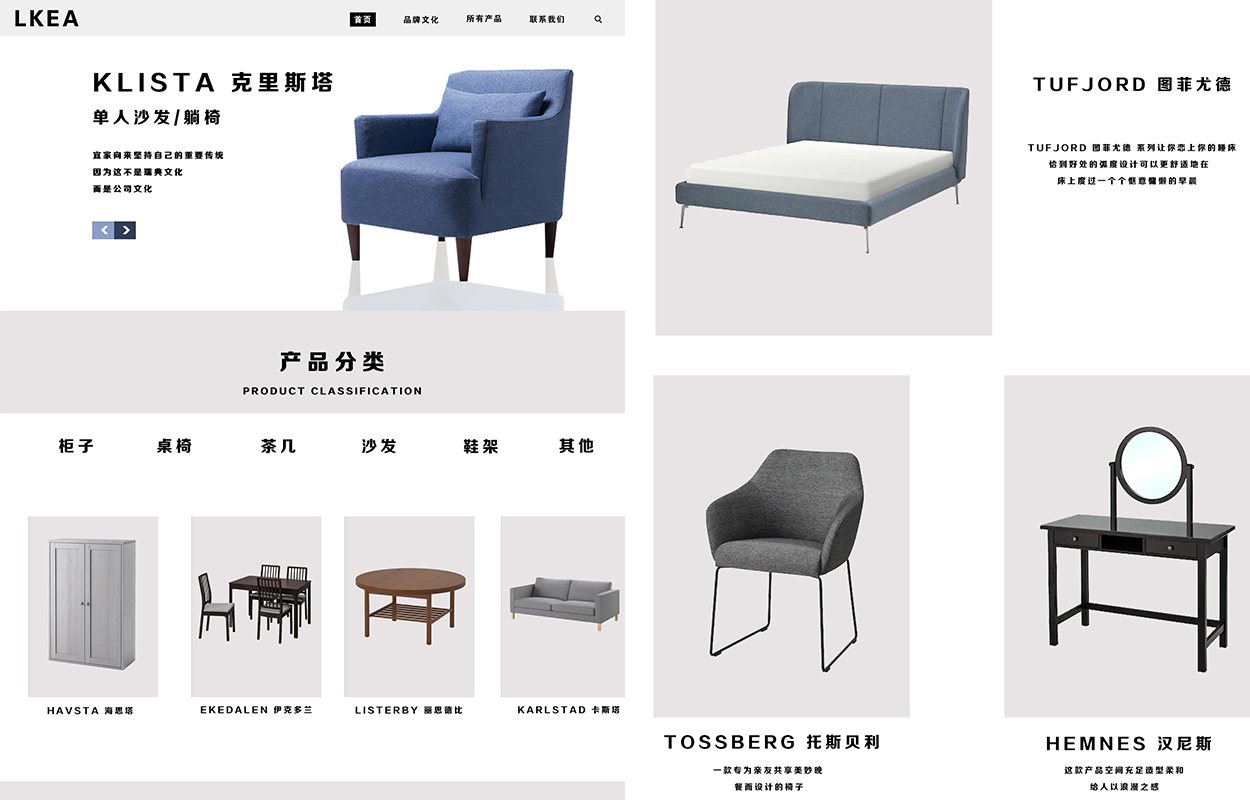 LKEA
首页
品牌文化
所有产品
联系我们
KLISTA 克里斯塔
单人沙发/躺椅
宜家向来坚持自己的重要传统
因为这不是瑞典文化
而是公司文化
产品分类
PRODUCT CLASSIFICATION
柜子
桌椅
茶几
沙发
鞋架
其他
HAVSTA 海思塔
EKEDALEN 伊克多兰
LISTERBY 丽思德比
KARLSTAD 卡斯塔
TUFJORD 图菲尤德
TUFJORD 图菲尤德 系列让你恋上你的睡床
恰到好处的弧度设计可以更舒适地在
床上度过一个个惬意慵懒的早晨
TOSSBERG 托斯贝利
一款专为亲友共享美妙晚
餐而设计的椅子
HEMNES 汉尼斯
这款产品空间充足造型柔和
给人以浪漫之感